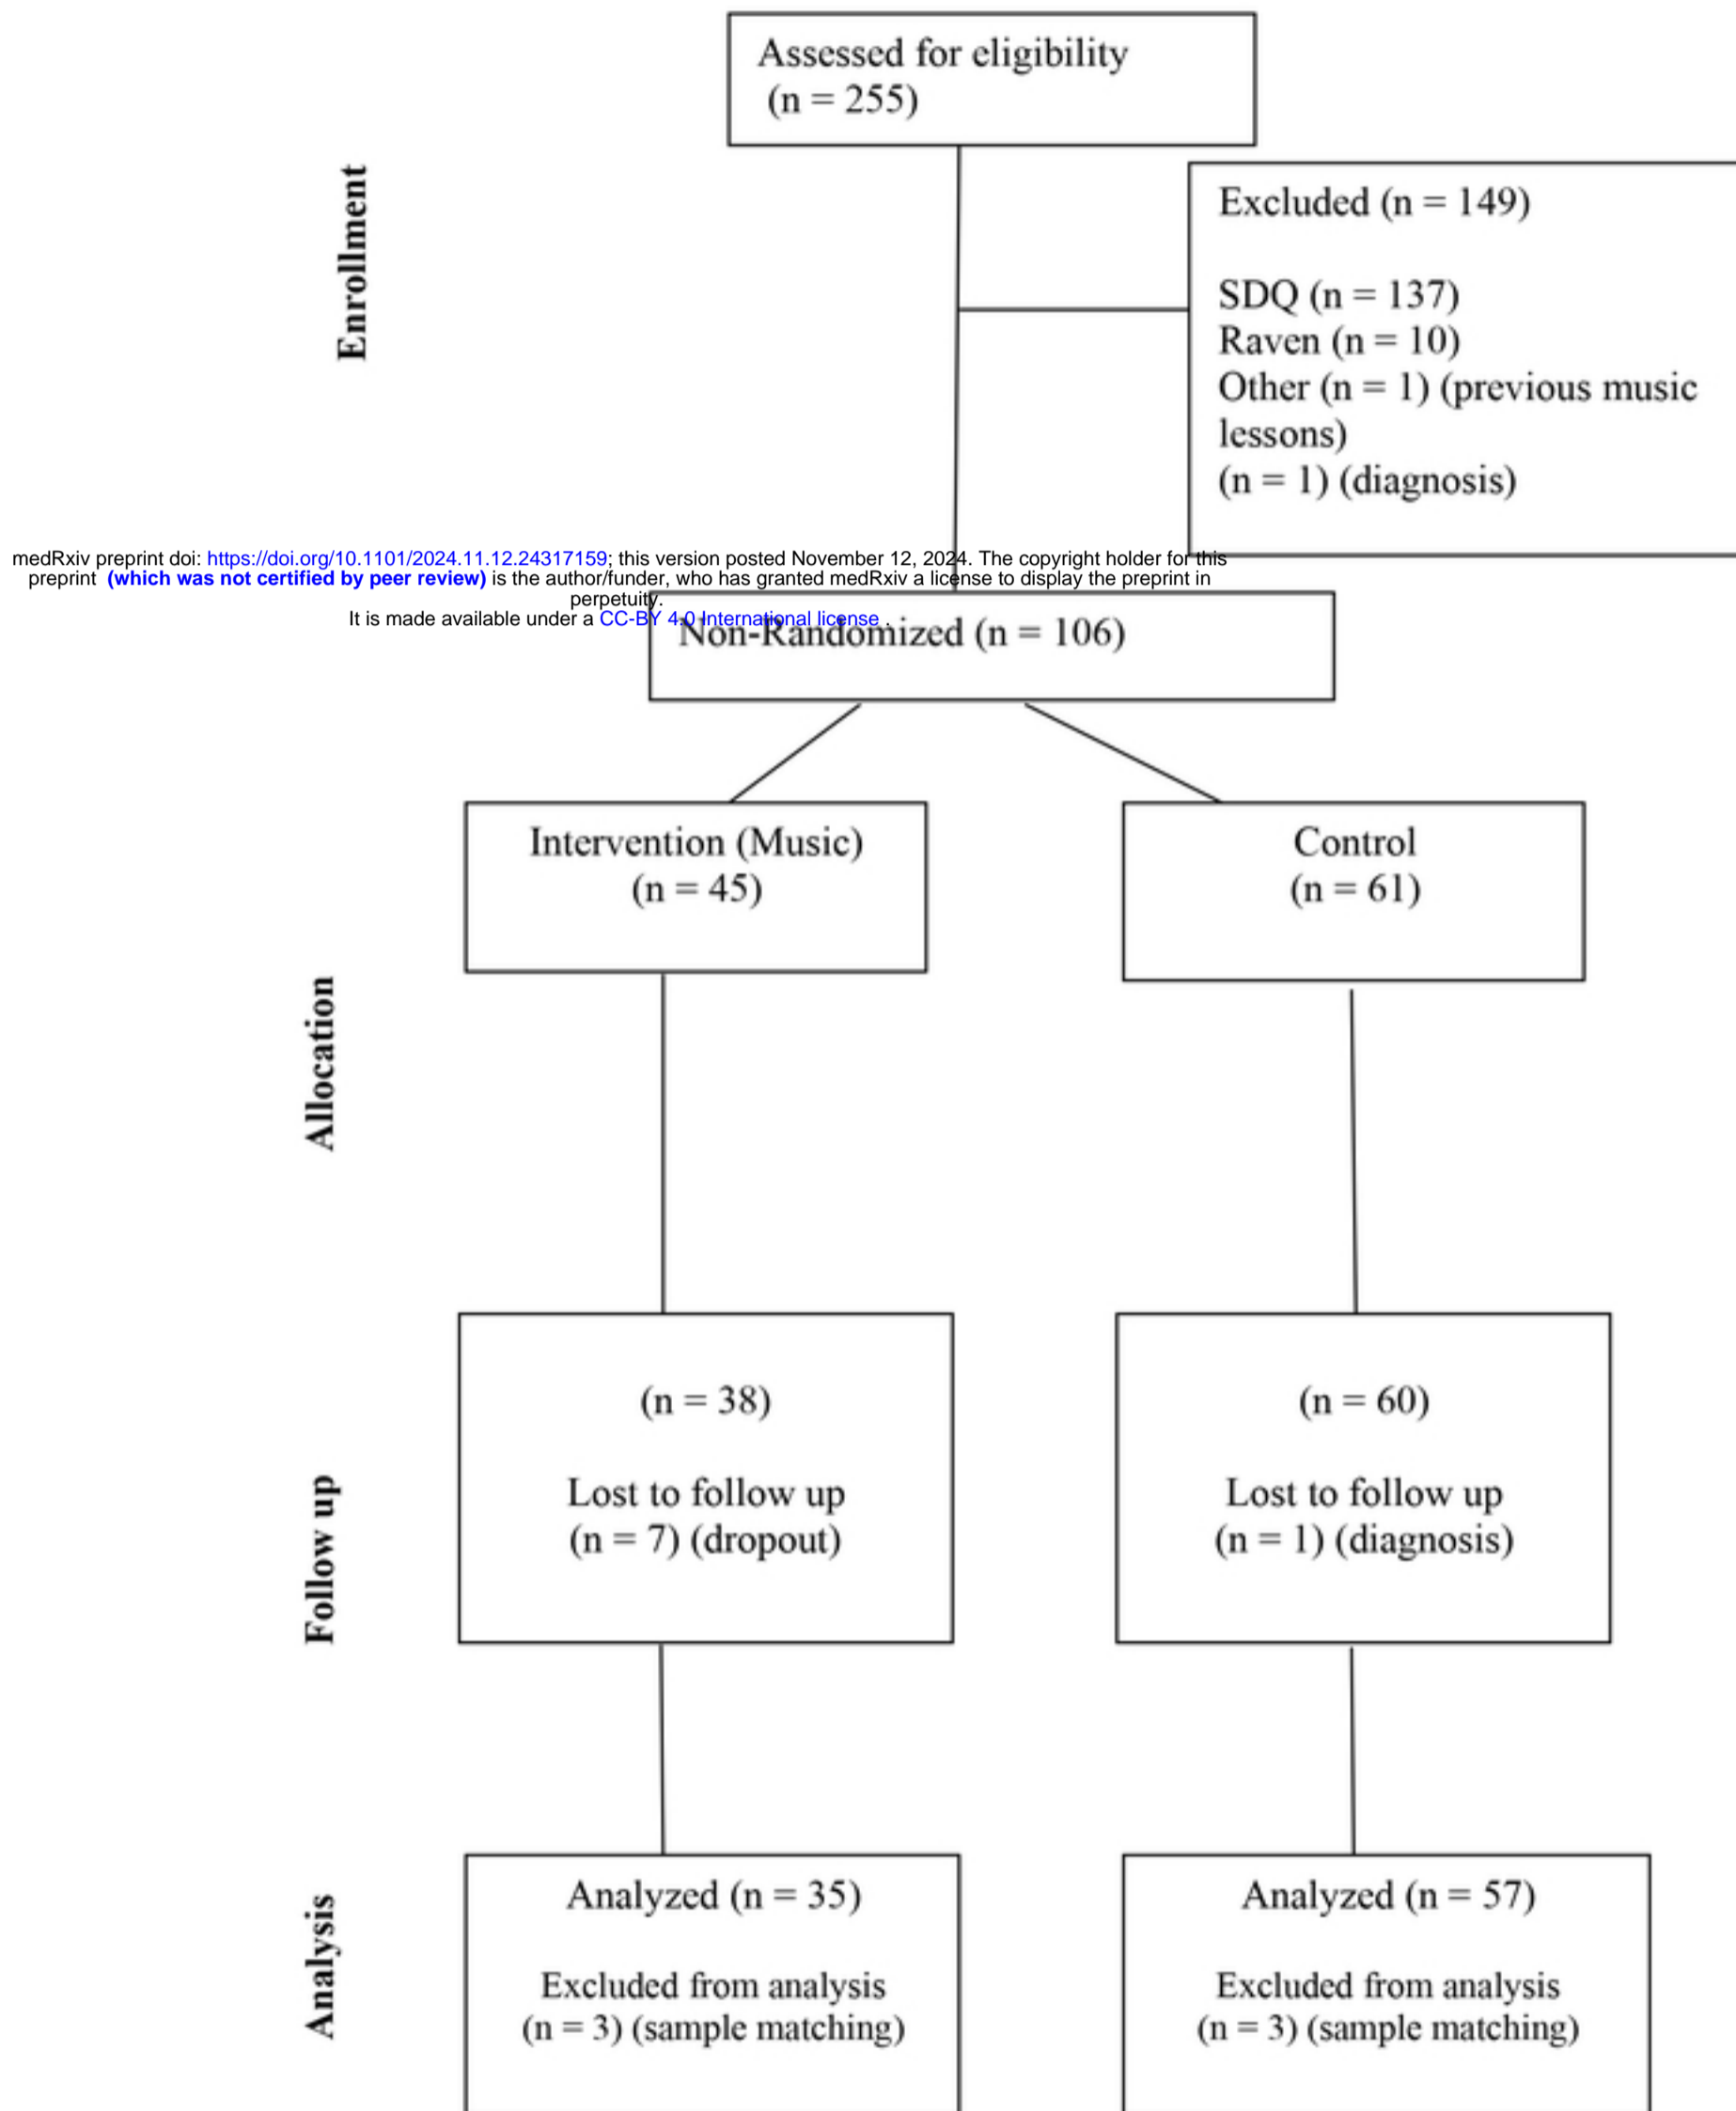 Assessed for eligibility
(n = 255)
Enrollment
Excluded (n = 149)
SDQ (n = 137)
Raven (n = 10)
Other (n = 1) (previous music
lessons)
(n = 1) (diagnosis)
medRxiv preprint doi: https://doi.org/10.1101/2024.11.12.24317159; this version posted November 12, 2024. The copyright holder for this
preprint (which was not certified by peer review) is the author/funder, who has granted medRxiv a license to display the preprint in
perpetuity.
It is made available under a CC-BY 4.0 International license .
Non-Randomized (n = 106)
Intervention (Music)
(n = 45)
Control
(n = 61)
Allocation
(n = 38)
Lost to follow up
(n = 7) (dropout)
(n = 60)
Lost to follow up
(n = 1) (diagnosis)
Follow up
Analyzed (n = 35)
Excluded from analysis
(n = 3) (sample matching)
Analyzed (n = 57)
Excluded from analysis
(n = 3) (sample matching)
Analysis